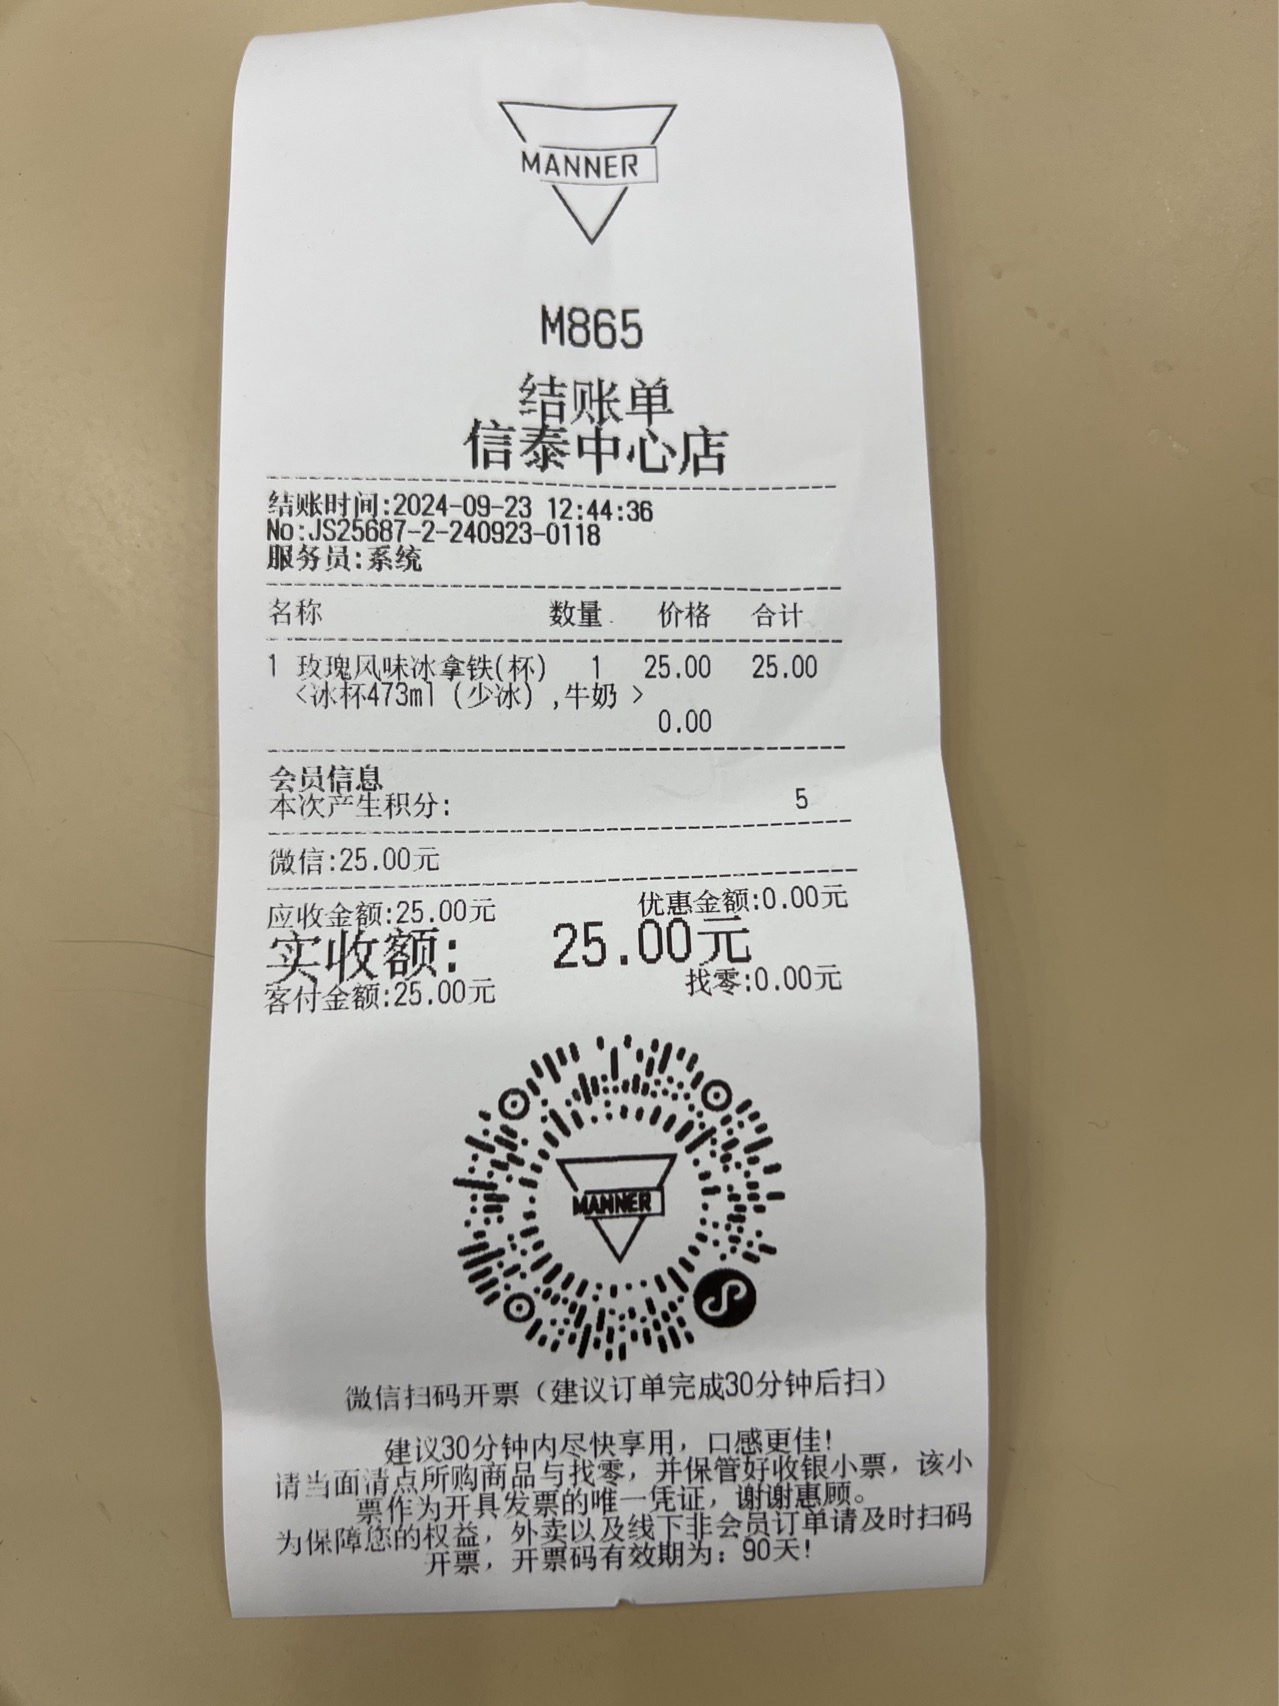 MANNER
M865
结账单
信泰中心店
结账时间:2024-09-23 12:44:36
No:JS25687-2-240923-0118
服务员:系统
名称 数量 价格 合计
1 玫瑰风味冰拿铁(杯) 1 25.00 25.00
<冰杯473ml (少冰) ,牛奶 >
0.00
会员信息
本次产生积分: 5
微信:25.00元
应收金额:25.00元 优惠金额:0.00元
实收额: 25.00元
客付金额:25.00元 找零:0.00元
MANNER
微信扫码开票（建议订单完成30分钟后扫）
建议30分钟内尽快享用，口感更佳!
请当面清点所购商品与找零，并保管好收银小票，该小
票作为开具发票的唯一凭证，谢谢惠顾。
为保障您的权益，外卖以及线下非会员订单请及时扫码
开票，开票码有效期为：90天!